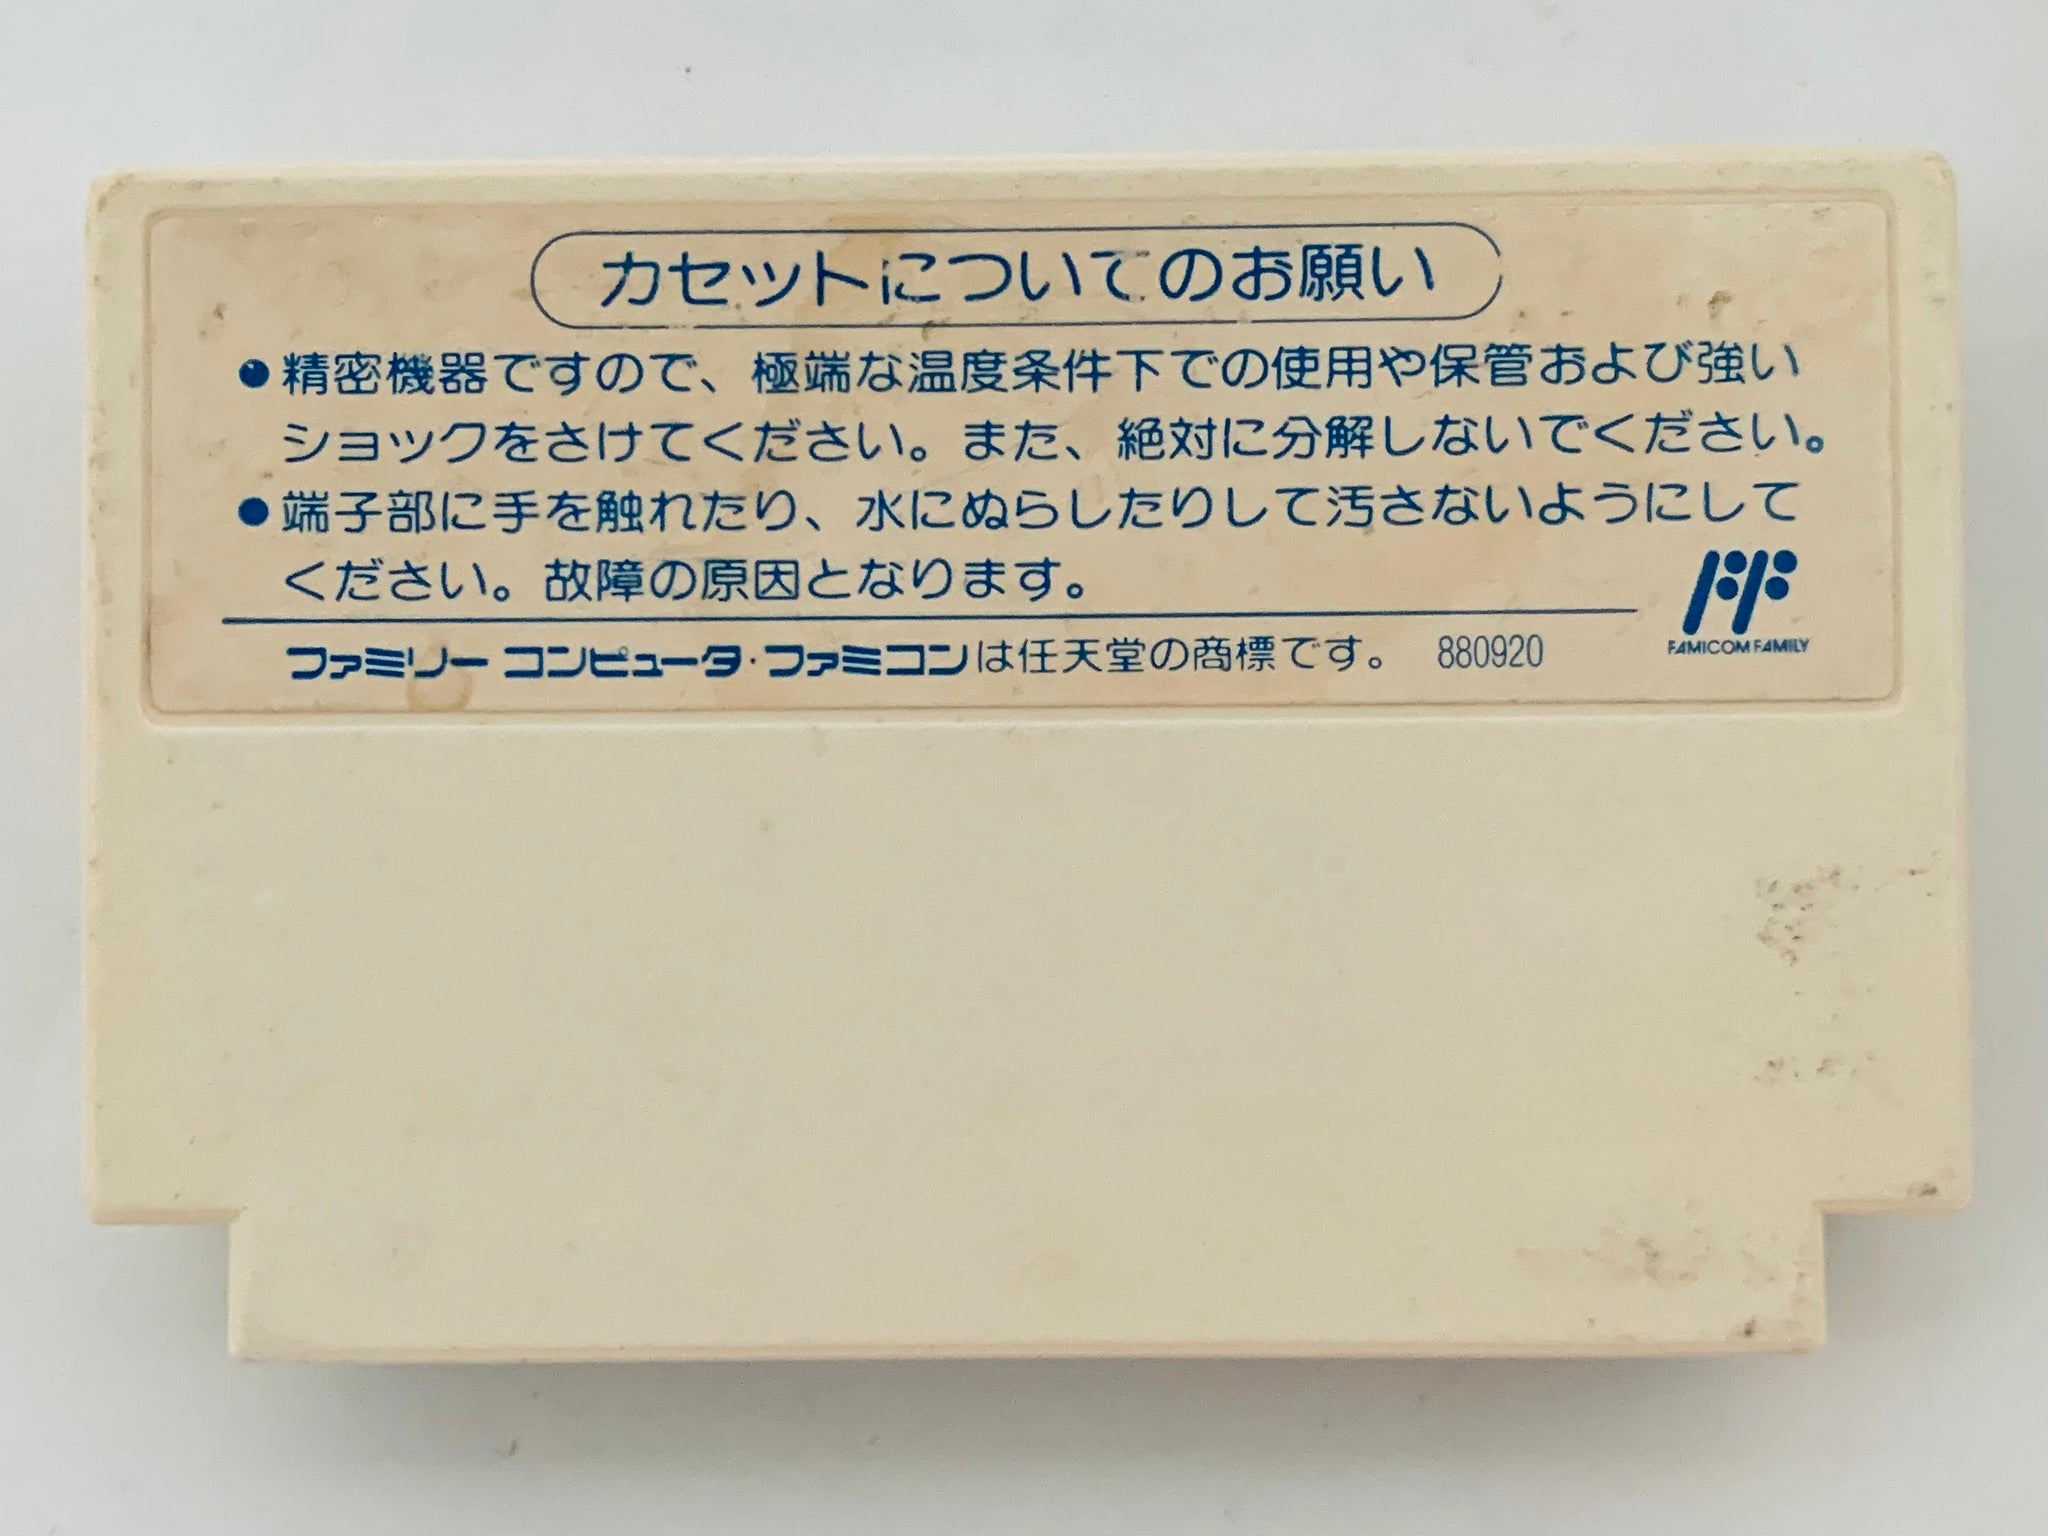 カセットについてのお願い
●精密機器ですので、極端な温度条件下での使用や保管および強い
ショックをさけてください。また、絶対に分解しないでください。
●端子部に手を触れたり、水にぬらしたりして汚さないようにして
ください。故障の原因となります。
FF
FAMICOM FAMILY
ファミリーコンピュータ・ファミコンは任天堂の商標です。 880920